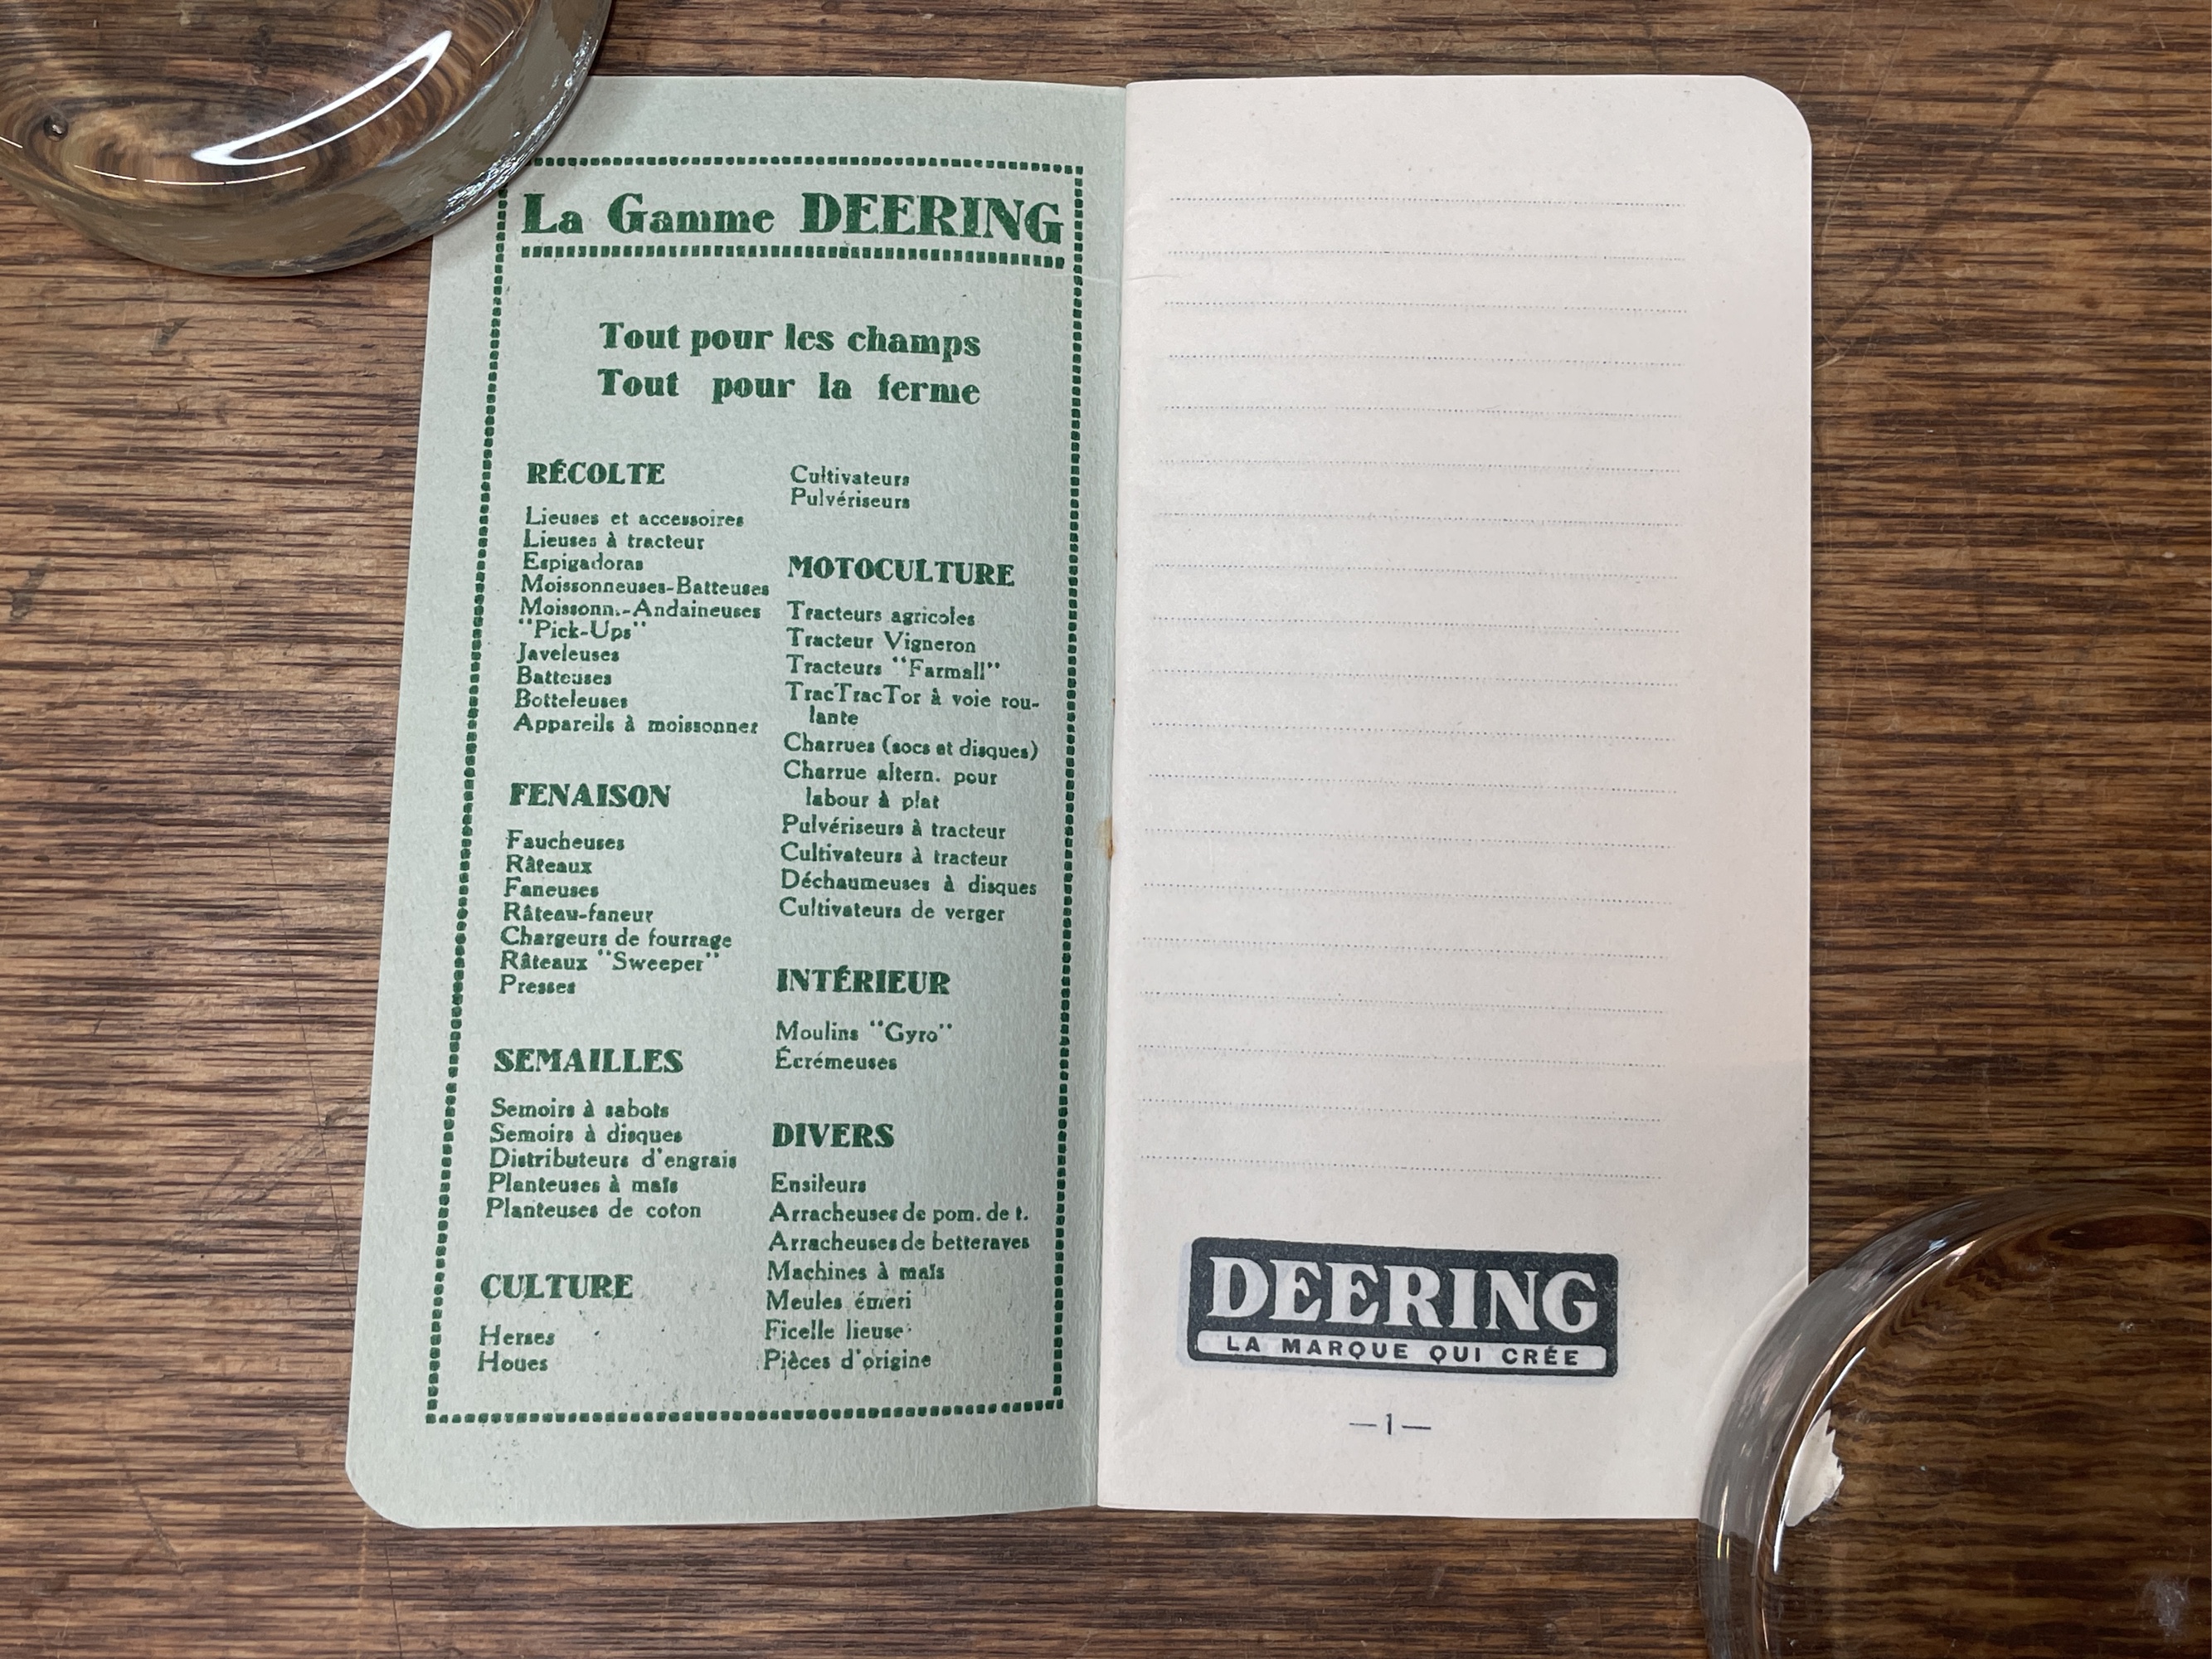 La Gamme DEERING
Tout pour les champs
Tout pour la ferme
RÉCOLTE
Lieuses et accessoires
Lieuses à tracteur
Espigadoras
Moissonneuses-Batteuses
Moissonn.-Andaineuses
"Pick-Ups"
Javeleuses
Batteuses
Botteleuses
Appareils à moissonner
FENAISON
Faucheuses
Râteaux
Faneuses
Râteau-faneur
Chargeurs de fourrage
Râteaux "Sweeper"
Presses
SEMAILLES
Semoirs à sabots
Semoirs à disques
Distributeurs d'engrais
Planteuses à maïs
Planteuses de coton
CULTURE
Herses
Houes
Cultivateurs
Pulvériseurs
MOTOCULTURE
Tracteurs agricoles
Tracteur Vigneron
Tracteurs "Farmall"
TracTracTor à voie rou-
lante
Charrues (socs et disques)
Charrue altern. pour
labour à plat
Pulvériseurs à tracteur
Cultivateurs à tracteur
Déchaumeuses à disques
Cultivateurs de verger
INTÉRIEUR
Moulins "Gyro"
Écrémeuses
DIVERS
Ensileurs
Arracheuses de pom. de t.
Arracheuses de betteraves
Machines à maïs
Meules émeri
Ficelle lieuse
Pièces d'origine
DEERING
LA MARQUE QUI CRÉE
—1—